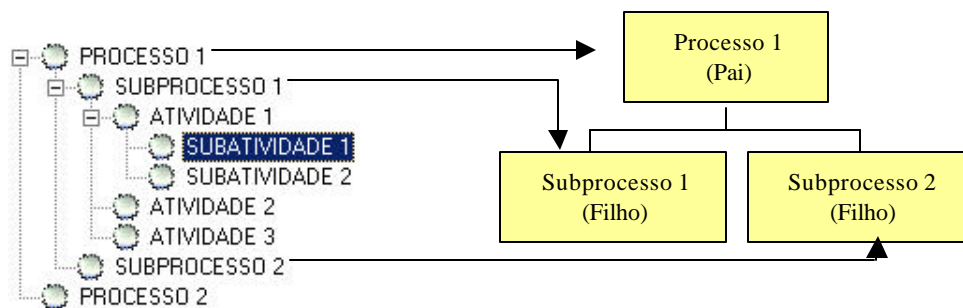 PROCESSO 1
SUBPROCESSO 1
ATIVIDADE 1
SUBATIVIDADE 1
SUBATIVIDADE 2
ATIVIDADE 2
ATIVIDADE 3
SUBPROCESSO 2
PROCESSO 2
Processo 1
(Pai)
Subprocesso 1
(Filho)
Subprocesso 2
(Filho)